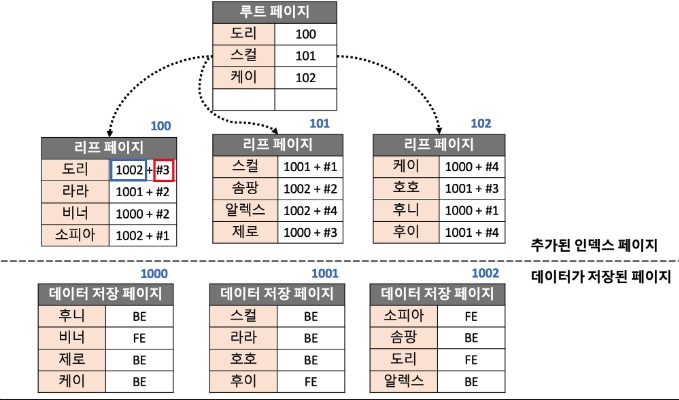 루트 페이지
도리 100
스컬 101
케이 102
100
리프 페이지
도리 1002 + #3
라라 1001 + #2
비너 1000 + #2
소피아 1002 + #1
101
리프 페이지
스컬 1001 + #1
솜팡 1002 + #2
알렉스 1002 + #4
제로 1000 + #3
102
리프 페이지
케이 1000 + #4
호호 1001 + #3
후니 1000 + #1
후이 1001 + #4
추가된 인덱스 페이지
데이터가 저장된 페이지
1000
데이터 저장 페이지
후니 BE
비너 FE
제로 BE
케이 BE
1001
데이터 저장 페이지
스컬 BE
라라 BE
호호 BE
후이 FE
1002
데이터 저장 페이지
소피아 FE
솜팡 BE
도리 FE
알렉스 BE